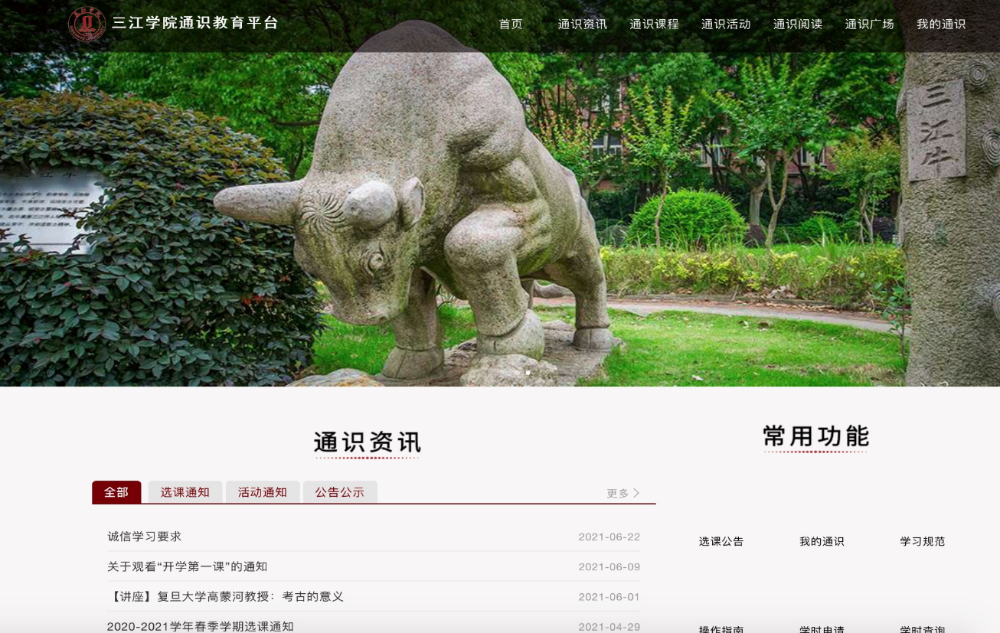 三江学院通识教育平台
首页 通识资讯 通识课程 通识活动 通识阅读 通识广场 我的通识
三江牛
通识资讯
常用功能
全部 选课通知 活动通知 公告公示 更多
诚信学习要求 2021-06-22
关于观看“开学第一课”的通知 2021-06-09
【讲座】复旦大学高蒙河教授：考古的意义 2021-06-01
2020-2021学年春季学期选课通知 2021-04-29
选课公告 我的通识 学习规范
操作指南 学时申请 学时查询